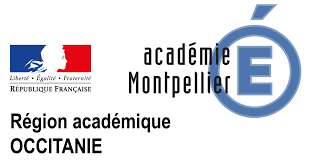 Liberté • Égalité • Fraternité
RÉPUBLIQUE FRANÇAISE
académie
Montpellier
É
Région académique
OCCITANIE